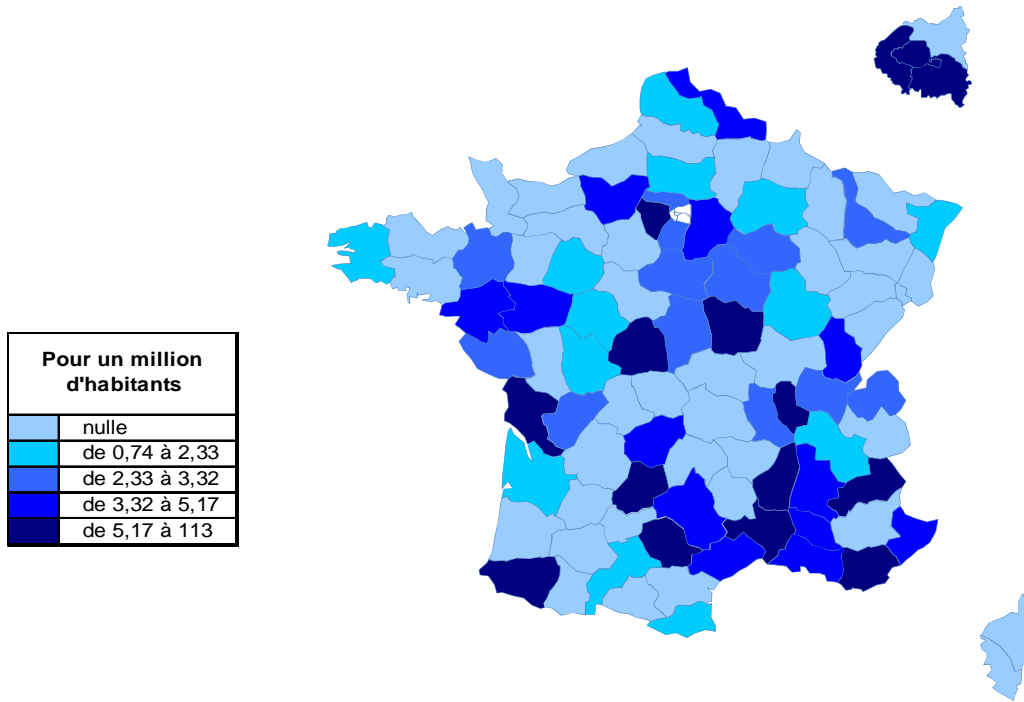 Pour un million
d'habitants
nulle
de 0,74 à 2,33
de 2,33 à 3,32
de 3,32 à 5,17
de 5,17 à 113